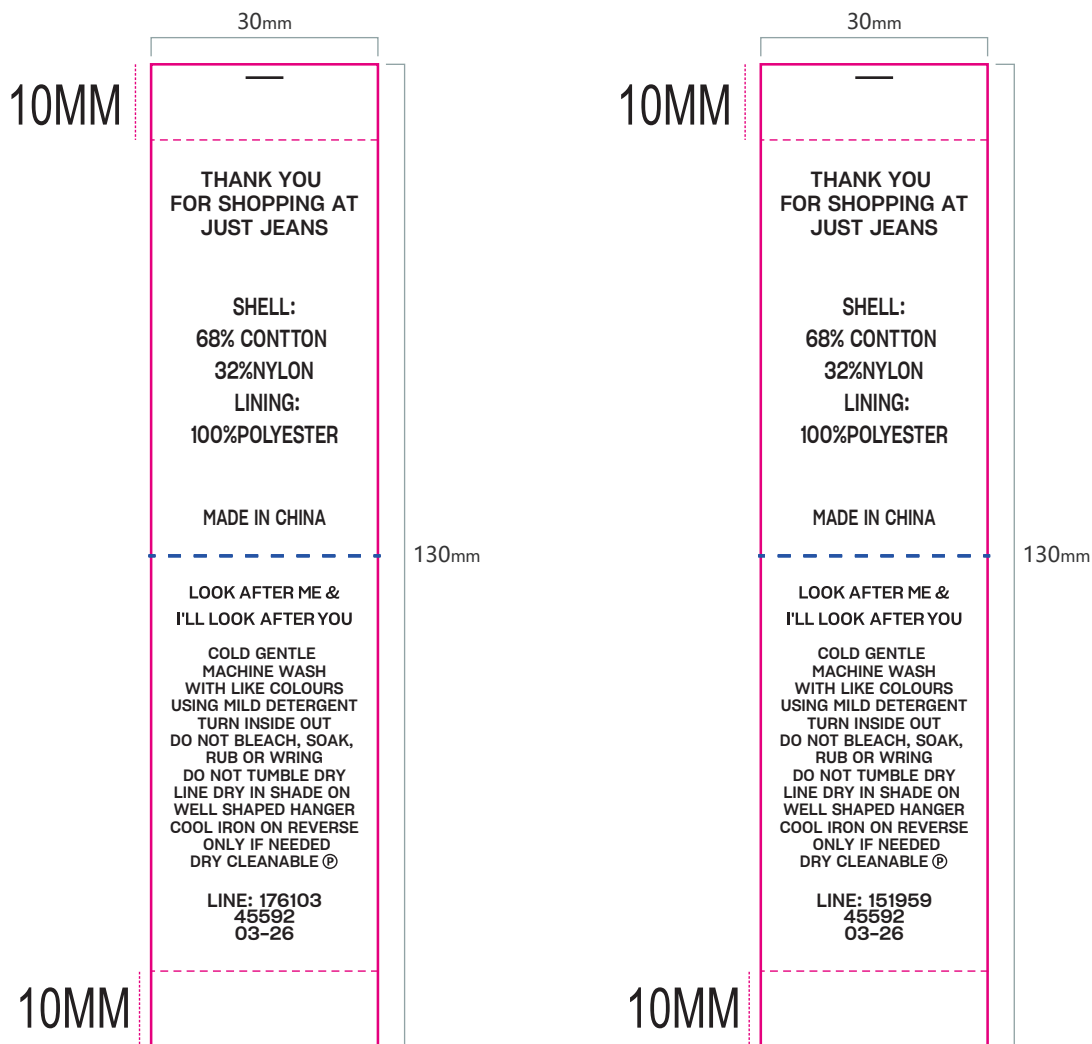 30mm
10MM
THANK YOU
FOR SHOPPING AT
JUST JEANS
SHELL:
68% CONTTON
32%NYLON
LINING:
100%POLYESTER
MADE IN CHINA
130mm
LOOK AFTER ME &
I'LL LOOK AFTER YOU
COLD GENTLE
MACHINE WASH
WITH LIKE COLOURS
USING MILD DETERGENT
TURN INSIDE OUT
DO NOT BLEACH, SOAK,
RUB OR WRING
DO NOT TUMBLE DRY
LINE DRY IN SHADE ON
WELL SHAPED HANGER
COOL IRON ON REVERSE
ONLY IF NEEDED
DRY CLEANABLE Ⓟ
LINE: 176103
45592
03-26
10MM
30mm
10MM
THANK YOU
FOR SHOPPING AT
JUST JEANS
SHELL:
68% CONTTON
32%NYLON
LINING:
100%POLYESTER
MADE IN CHINA
130mm
LOOK AFTER ME &
I'LL LOOK AFTER YOU
COLD GENTLE
MACHINE WASH
WITH LIKE COLOURS
USING MILD DETERGENT
TURN INSIDE OUT
DO NOT BLEACH, SOAK,
RUB OR WRING
DO NOT TUMBLE DRY
LINE DRY IN SHADE ON
WELL SHAPED HANGER
COOL IRON ON REVERSE
ONLY IF NEEDED
DRY CLEANABLE Ⓟ
LINE: 151959
45592
03-26
10MM